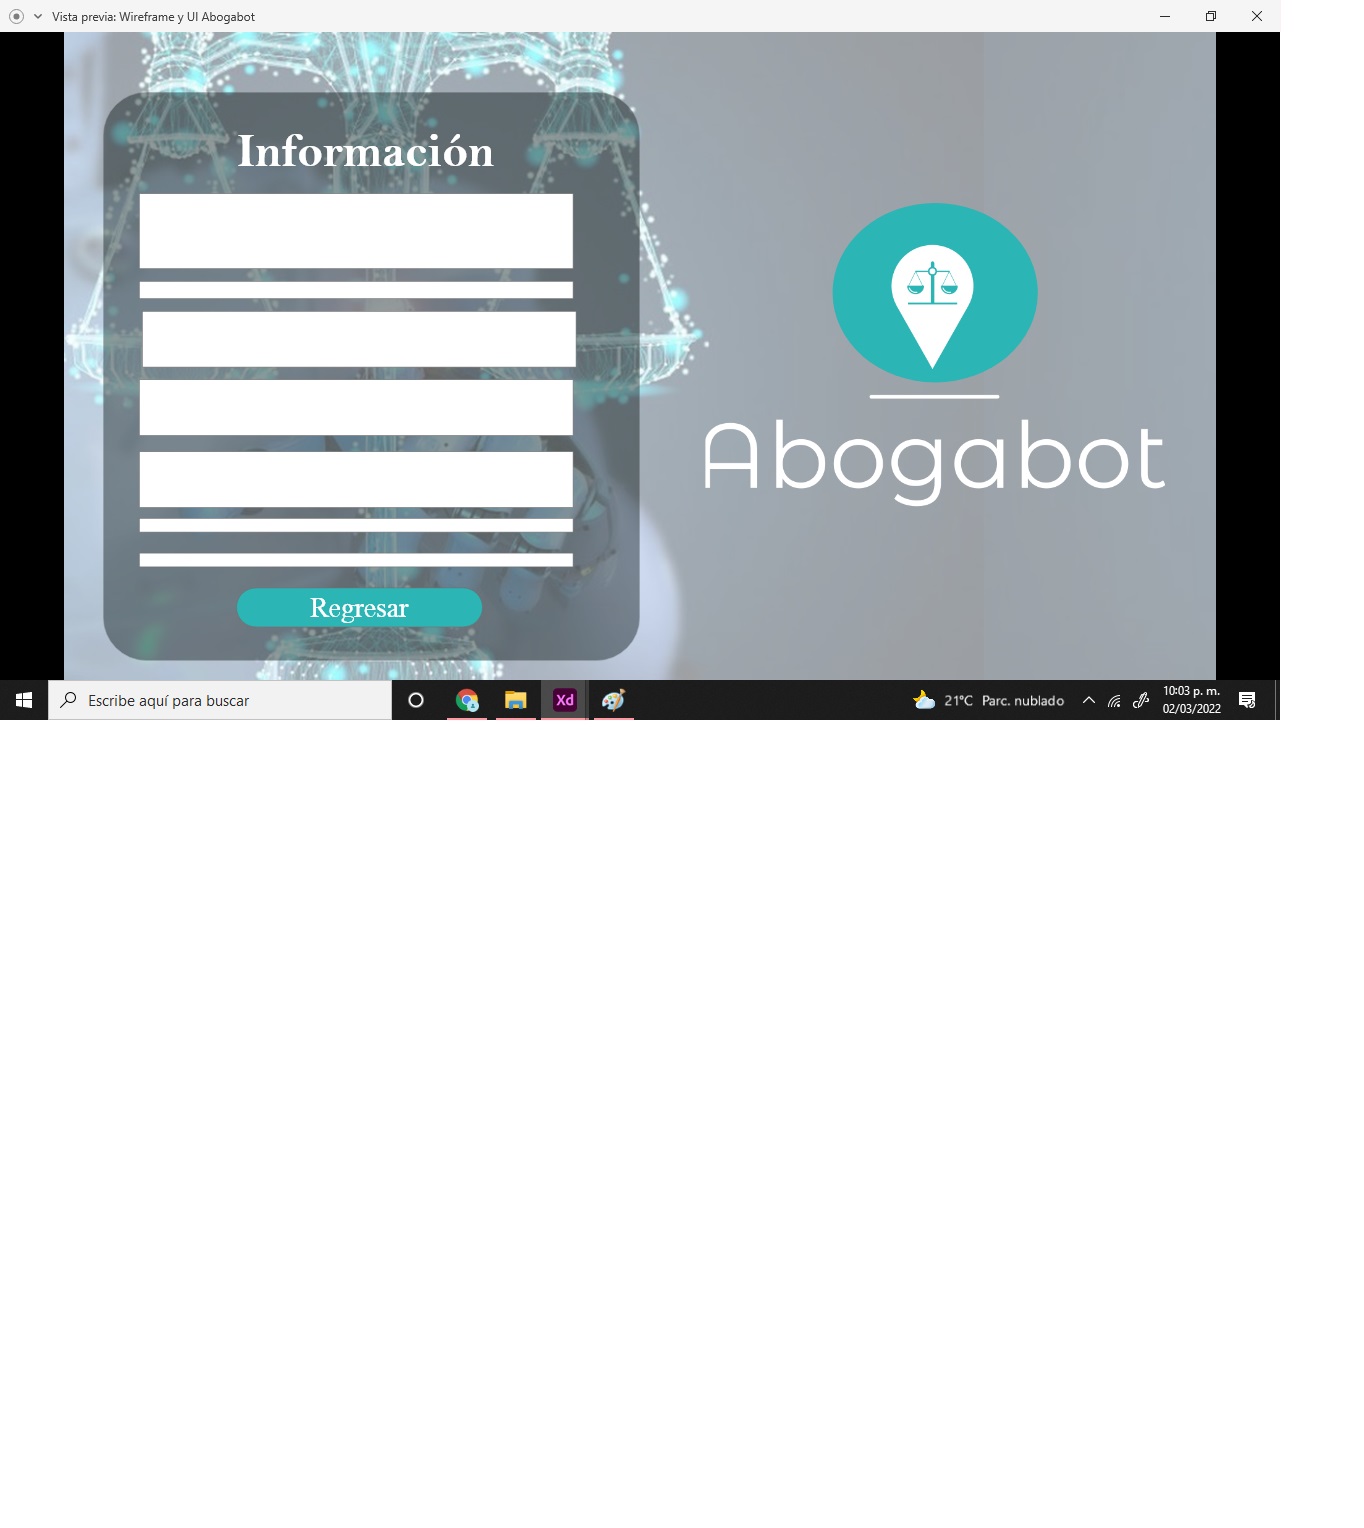 Vista previa: Wireframe y UI Abogabot
Información
Regresar
Abogabot
Escribe aquí para buscar
Xd
21°C Parc. nublado
10:03 p. m.
02/03/2022